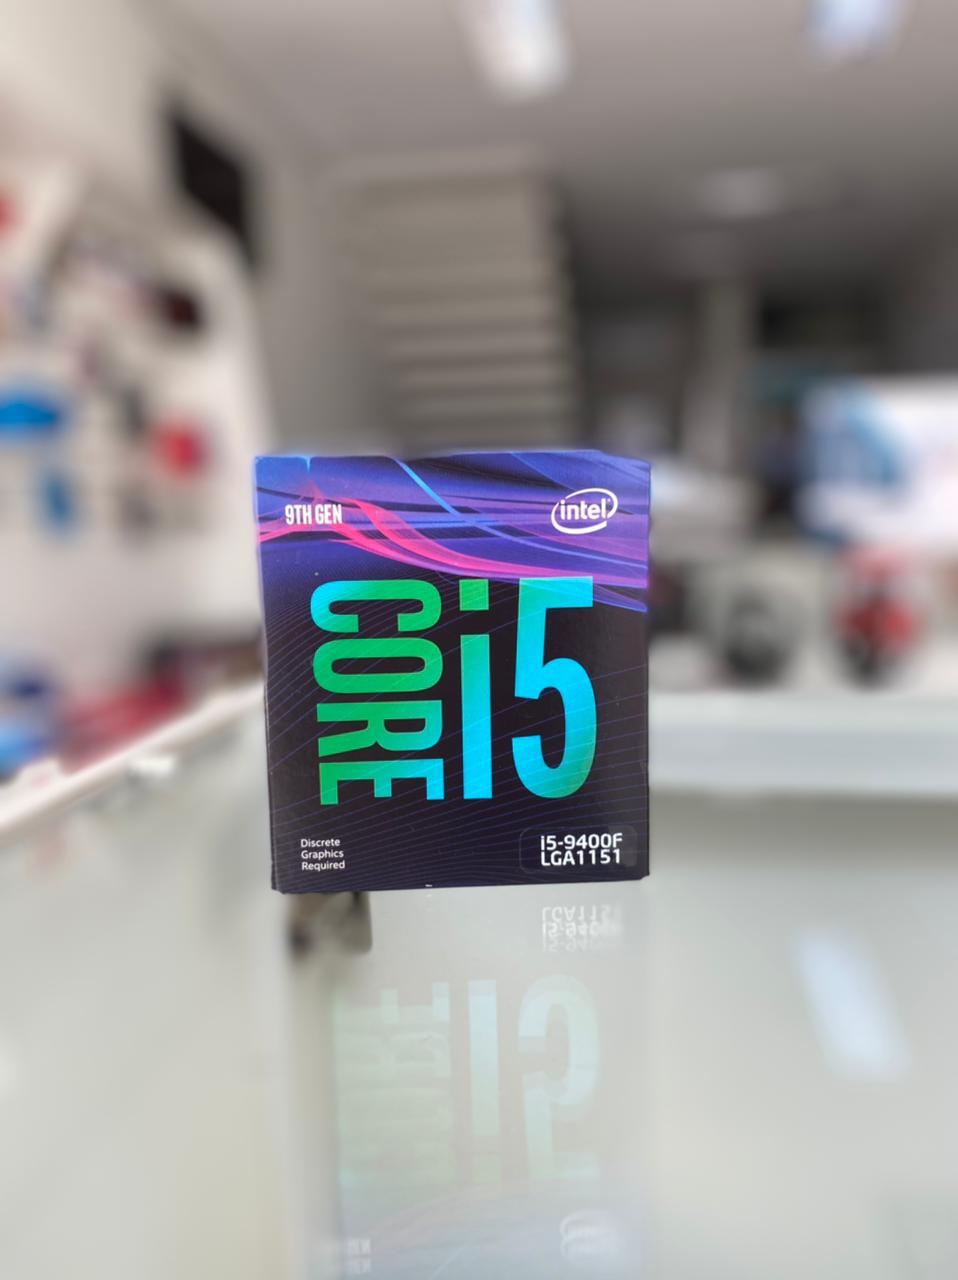 9TH GEN
intel
CORE i5
Discrete
Graphics
Required
i5-9400F
LGA1151